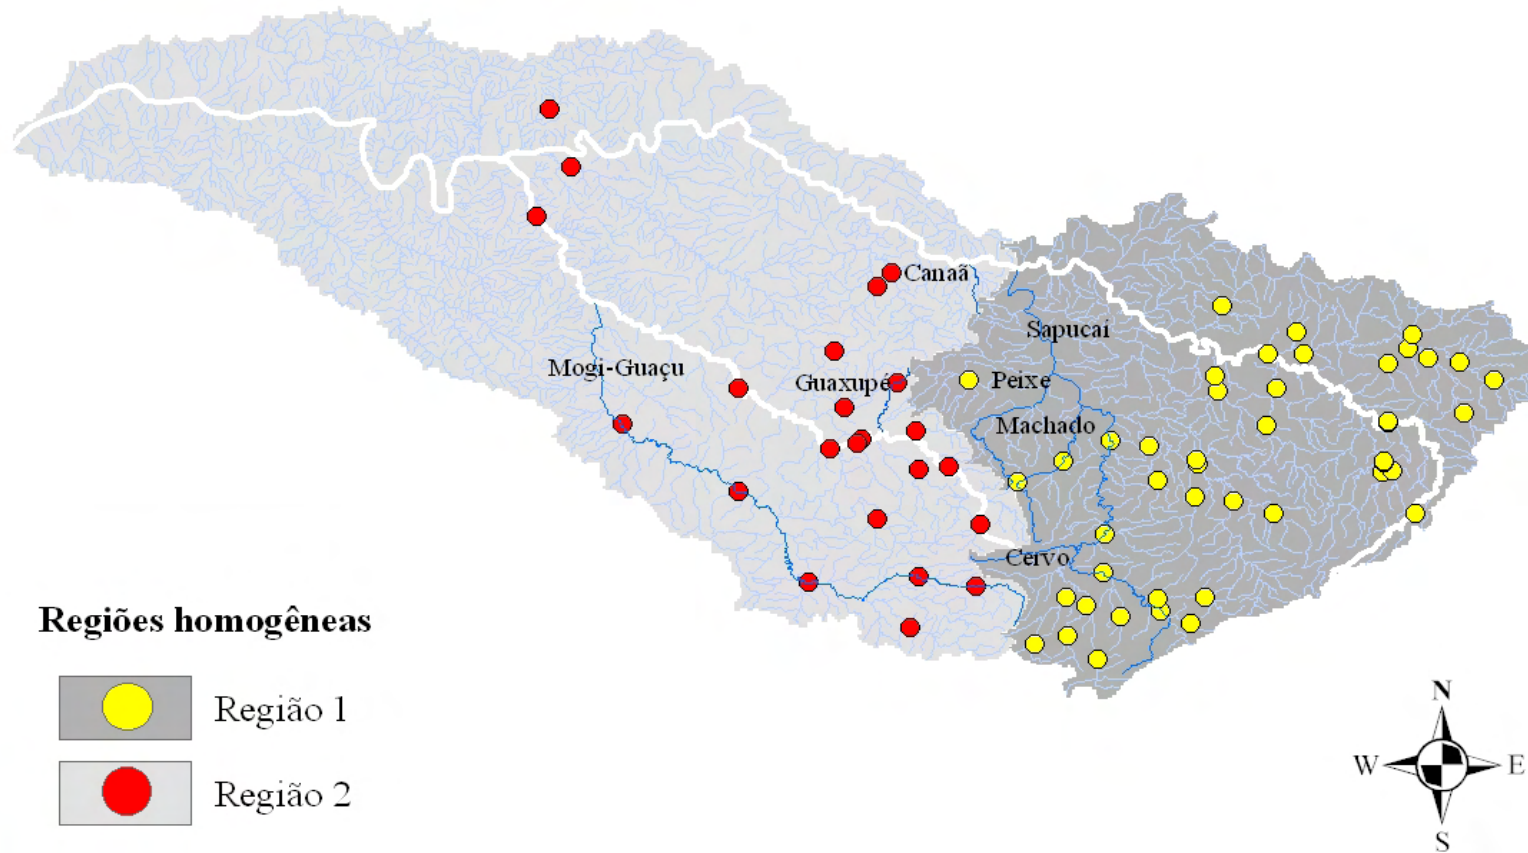 Canaã
Sapucaí
Mogi-Guaçu
Guaxupé
Peixe
Machado
Cervo
Regiões homogêneas
Região 1
Região 2
N
W
E
S